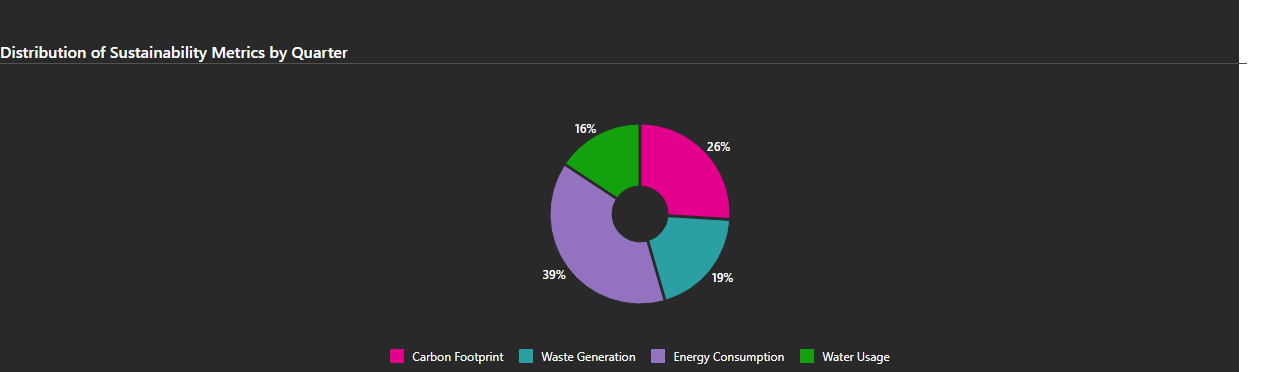 Distribution of Sustainability Metrics by Quarter
16%
26%
39%
19%
Carbon Footprint Waste Generation Energy Consumption Water Usage